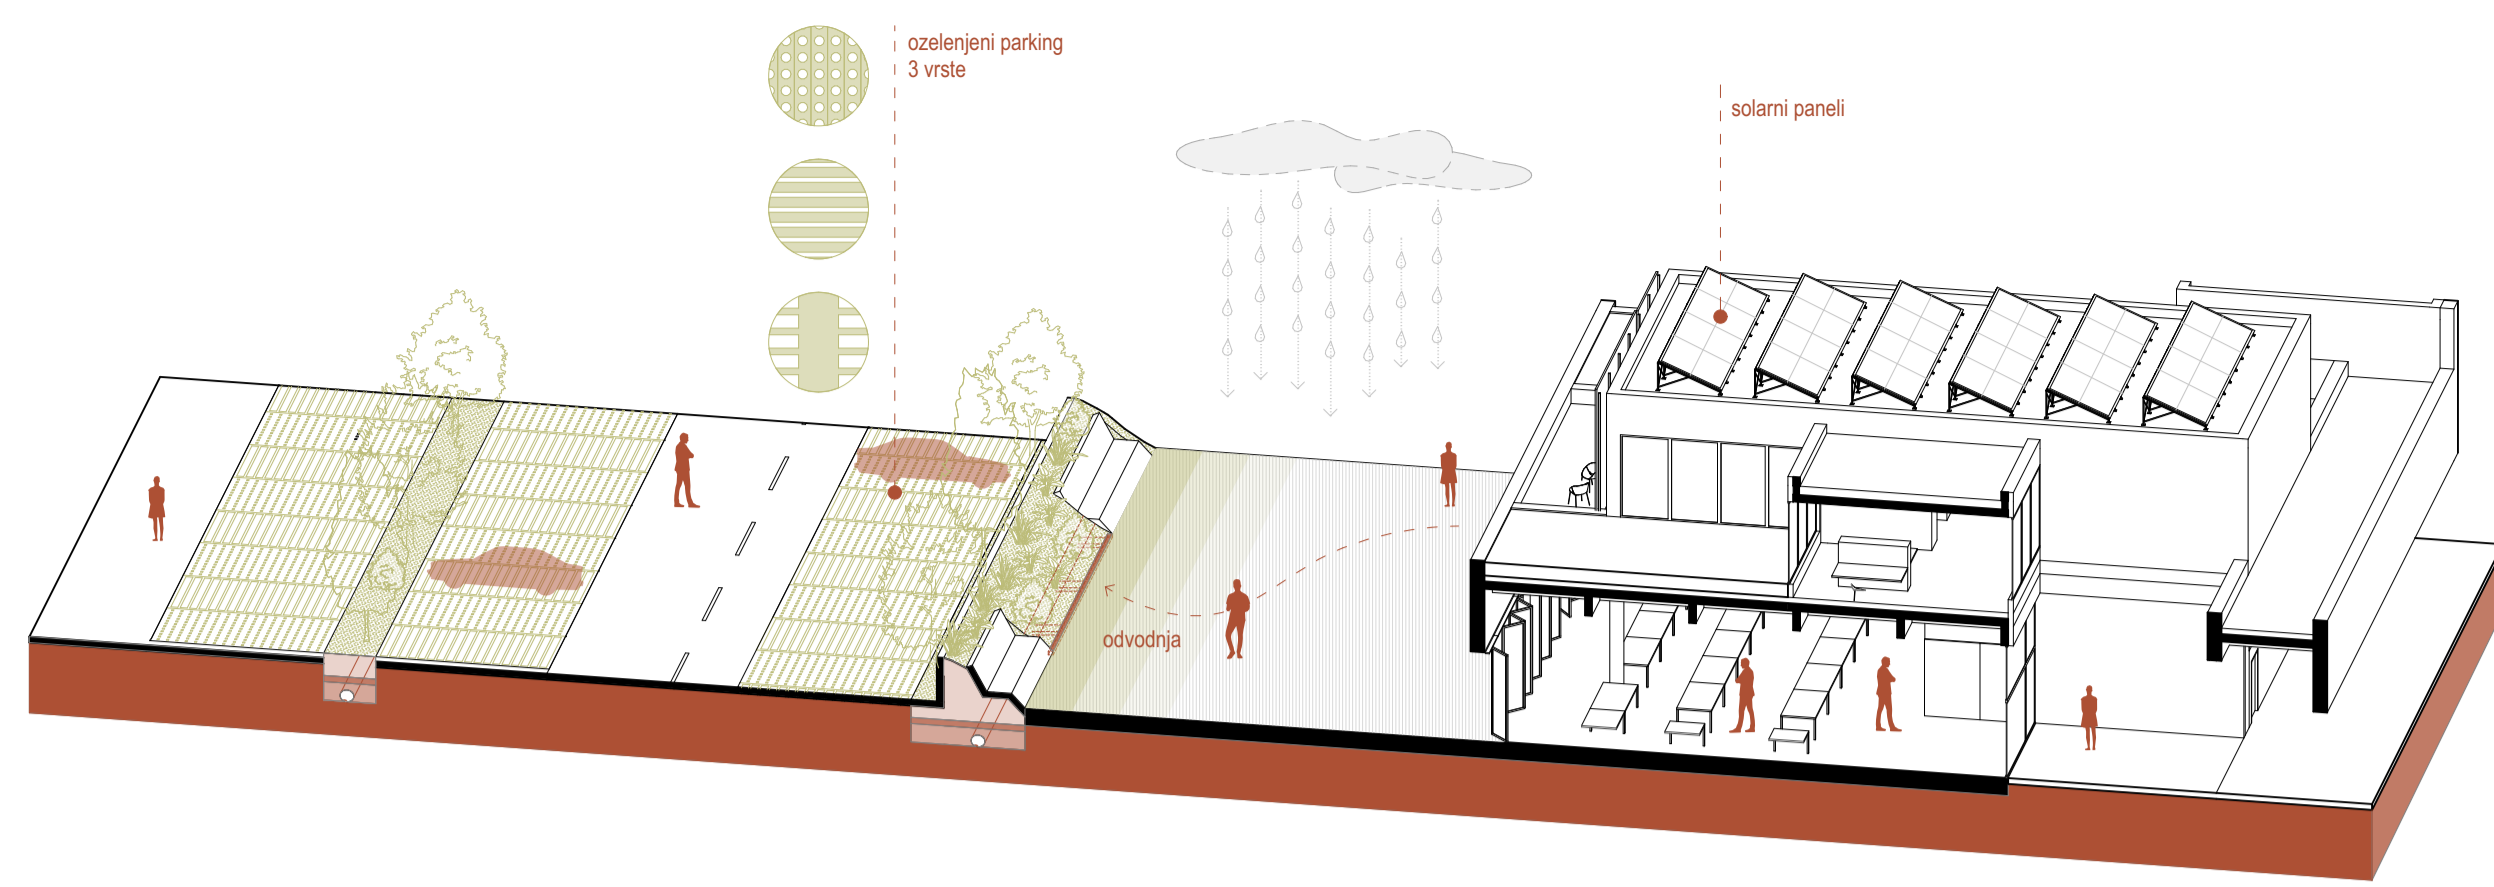 ozelenjeni parking
3 vrste
solarni paneli
odvodnja